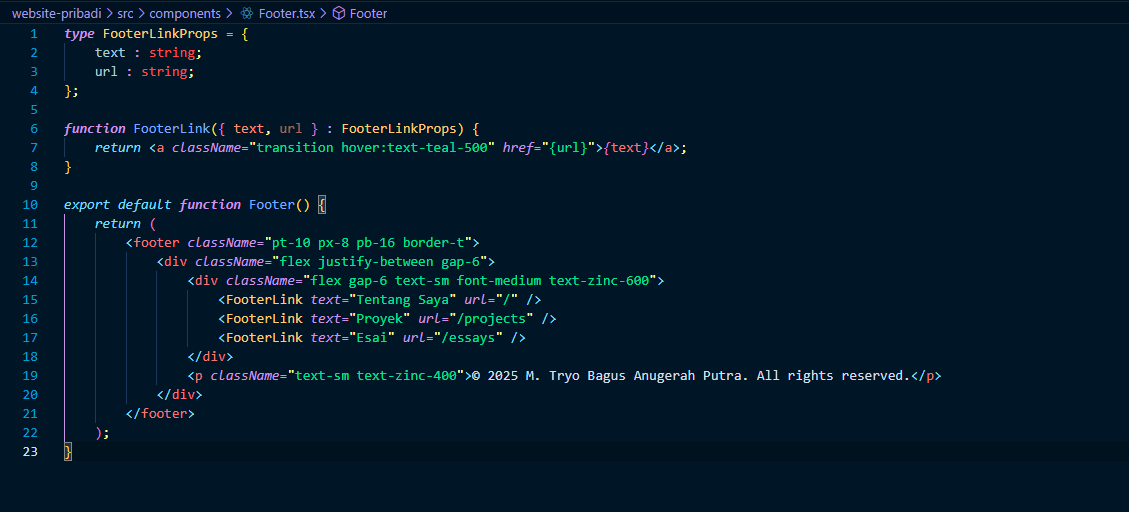 website-pribadi > src > components > Footer.tsx > Footer
1 type FooterLinkProps = {
2     text : string;
3     url : string;
4 };
5
6 function FooterLink({ text, url } : FooterLinkProps) {
7     return <a className="transition hover:text-teal-500" href="{url}">{text}</a>;
8 }
9
10 export default function Footer() {
11     return (
12         <footer className="pt-10 px-8 pb-16 border-t">
13             <div className="flex justify-between gap-6">
14                 <div className="flex gap-6 text-sm font-medium text-zinc-600">
15                     <FooterLink text="Tentang Saya" url="/" />
16                     <FooterLink text="Proyek" url="/projects" />
17                     <FooterLink text="Esai" url="/essays" />
18                 </div>
19                 <p className="text-sm text-zinc-400">© 2025 M. Tryo Bagus Anugerah Putra. All rights reserved.</p>
20             </div>
21         </footer>
22     );
23 }